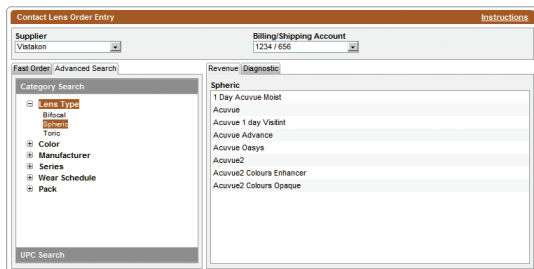 Contact Lens Order Entry
Instructions
Supplier
Vistakon
Billing/Shipping Account
1234 / 656
Fast Order
Advanced Search
Category Search
Lens Type
Bifocal
Spheric
Toric
Color
Manufacturer
Series
Wear Schedule
Pack
UPC Search
Revenue
Diagnostic
Spheric
1 Day Acuvue Moist
Acuvue
Acuvue 1 day Visitint
Acuvue Advance
Acuvue Oasys
Acuvue2
Acuvue2 Colours Enhancer
Acuvue2 Colours Opaque